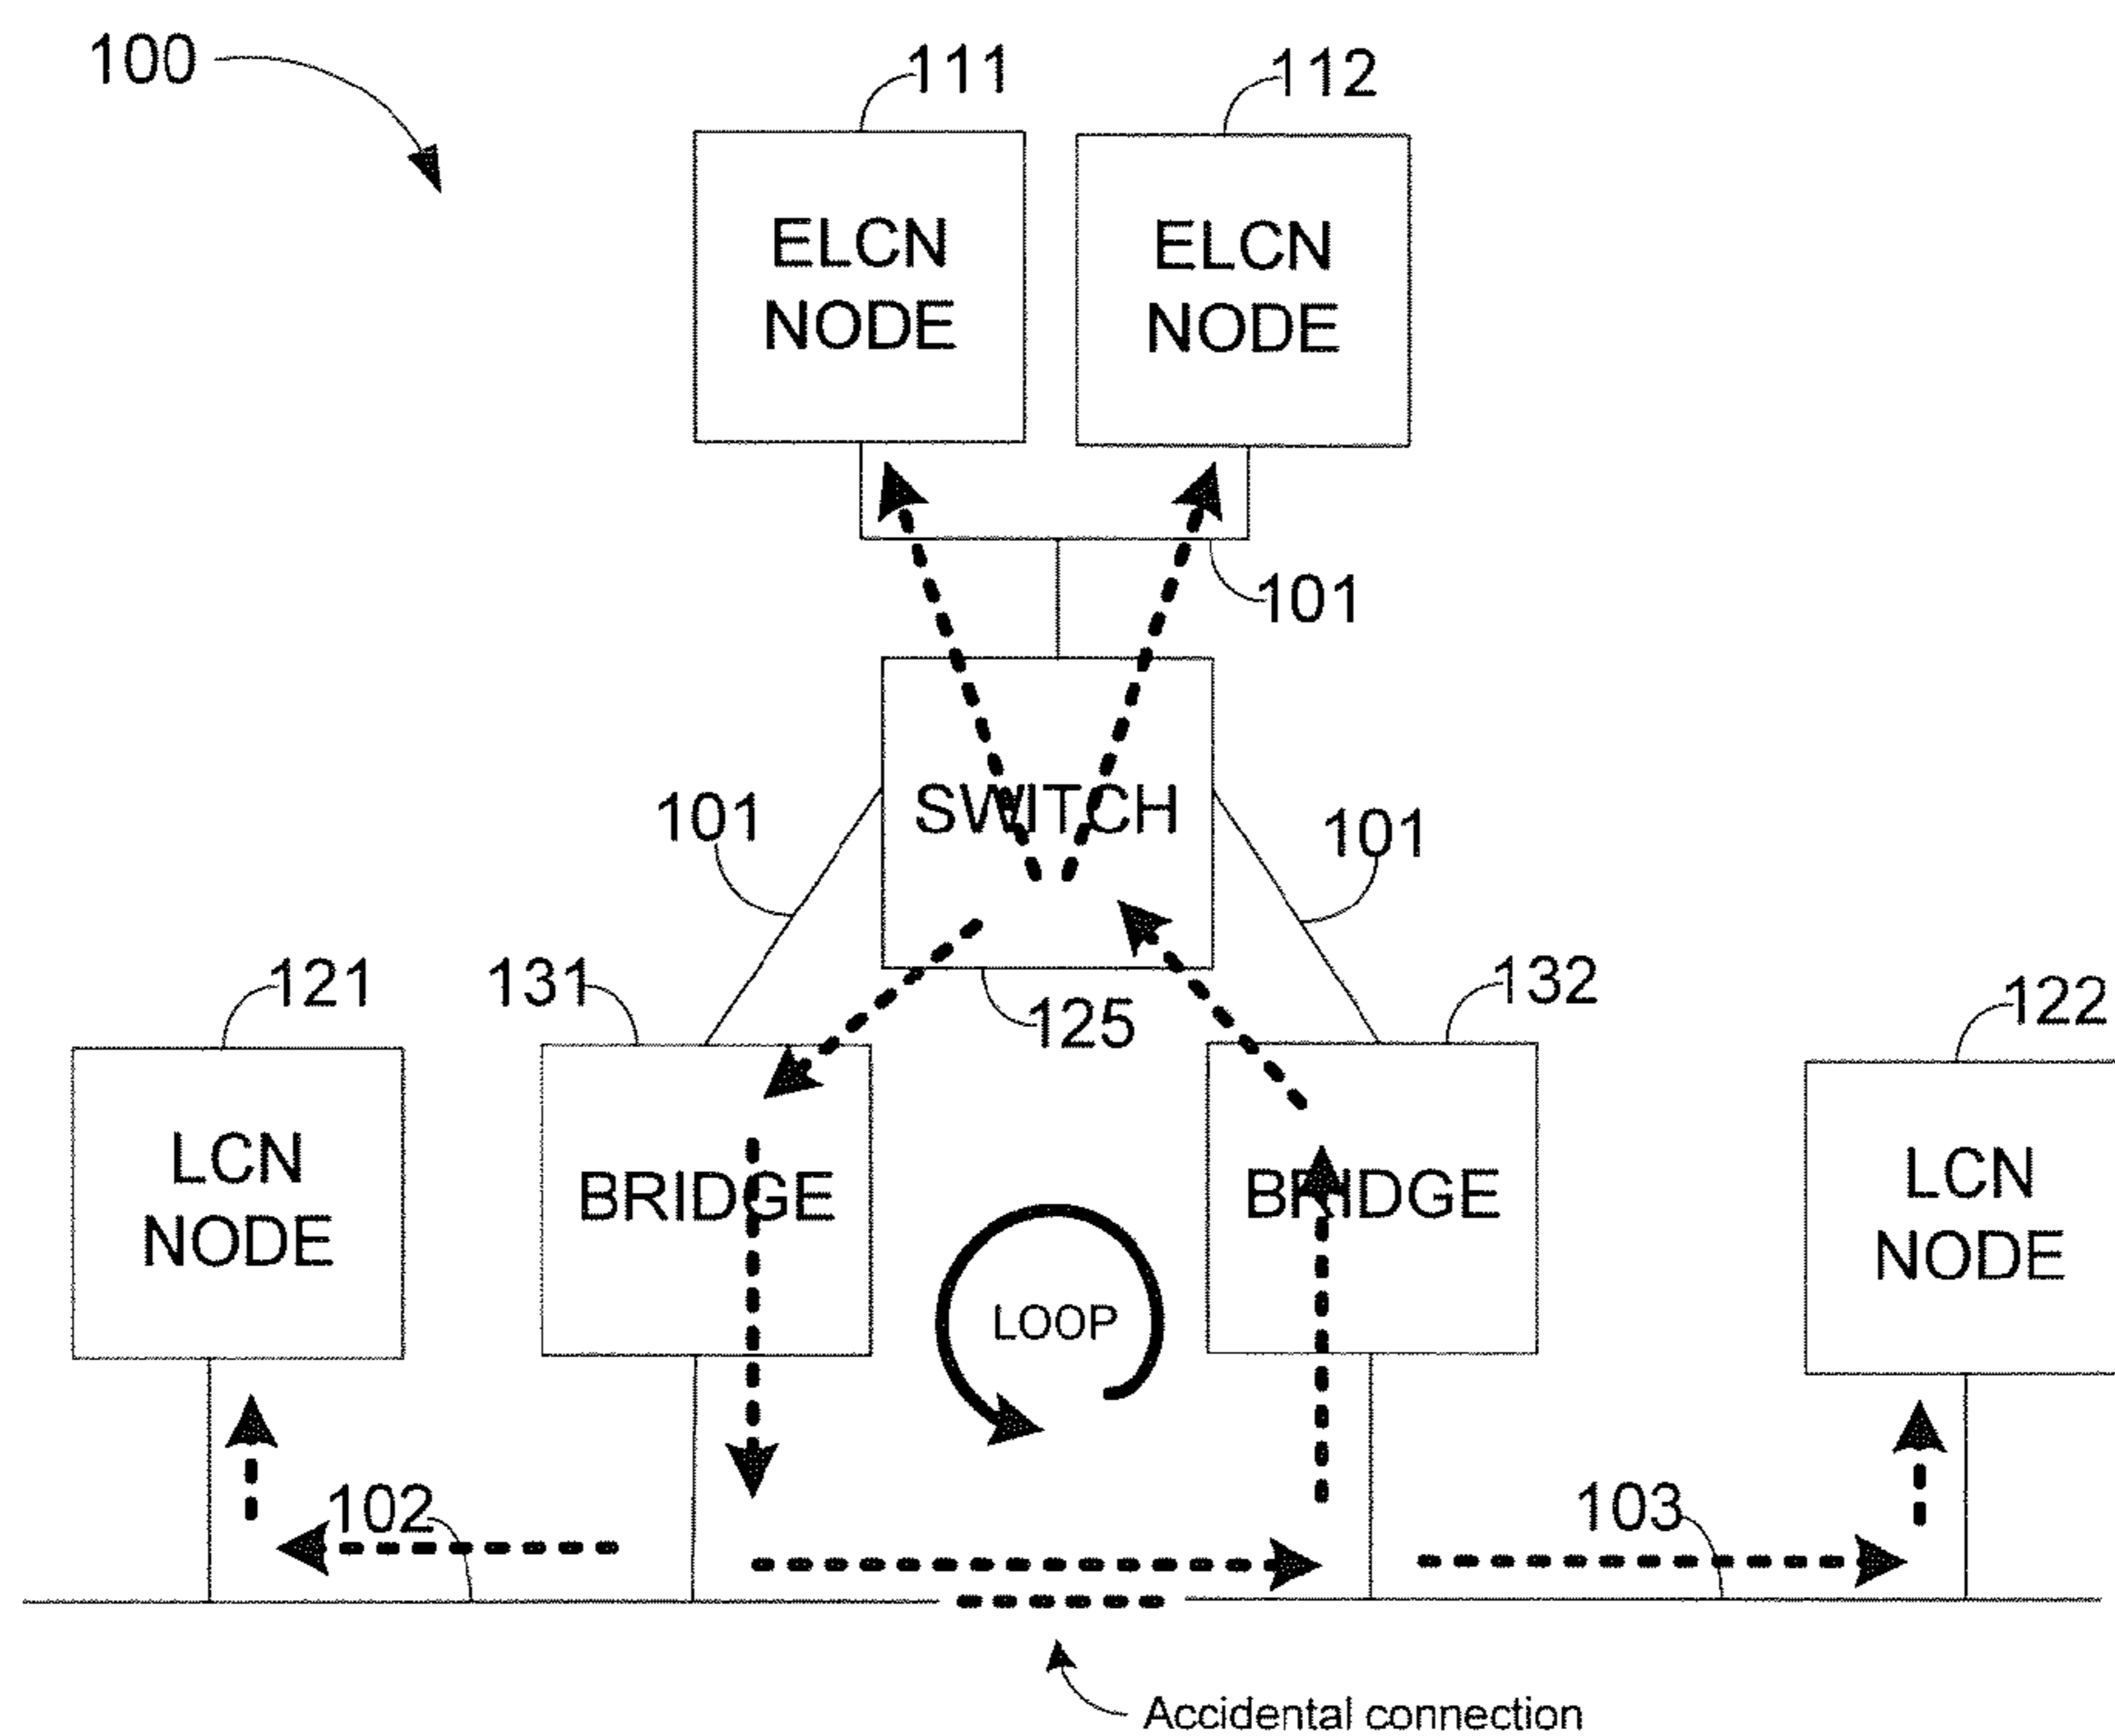 100
111
112
ELCN
NODE
ELCN
NODE
101
SWITCH
101
101
121
131
125
132
122
LCN
NODE
BRIDGE
BRIDGE
LCN
NODE
LOOP
102
103
Accidental connection